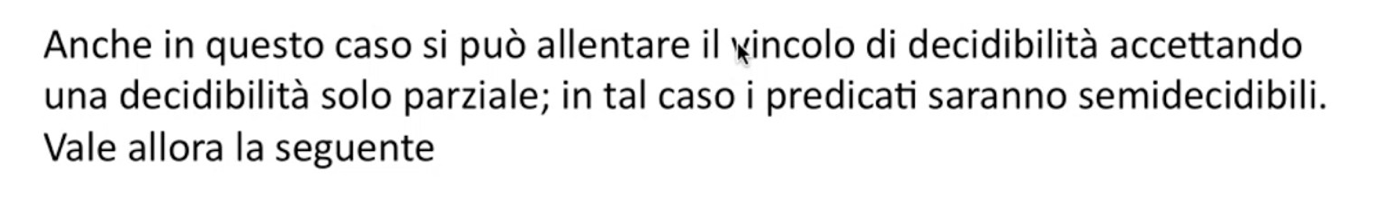 Anche in questo caso si può allentare il vincolo di decidibilità accettando
una decidibilità solo parziale; in tal caso i predicati saranno semidecidibili.
Vale allora la seguente